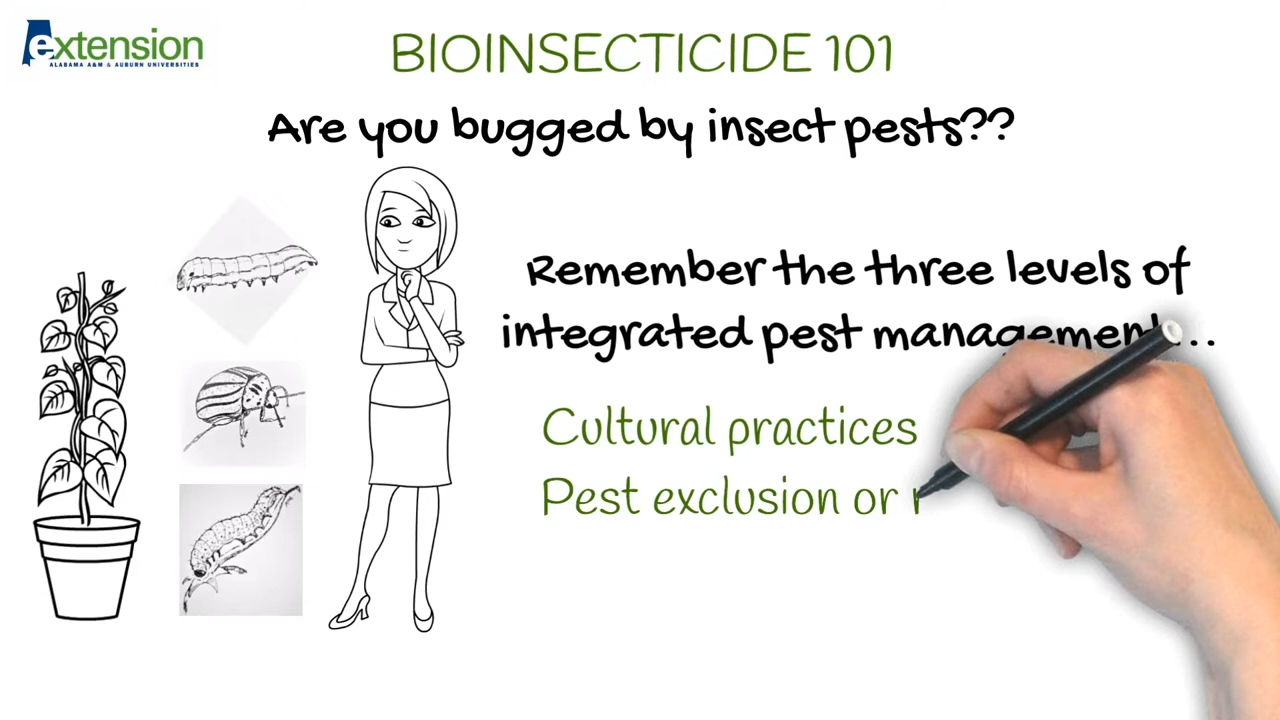 extension
ALABAMA A&M & AUBURN UNIVERSITIES
BIOINSECTICIDE 101
Are you bugged by insect pests??
Remember the three levels of
integrated pest management...
Cultural practices
Pest exclusion or